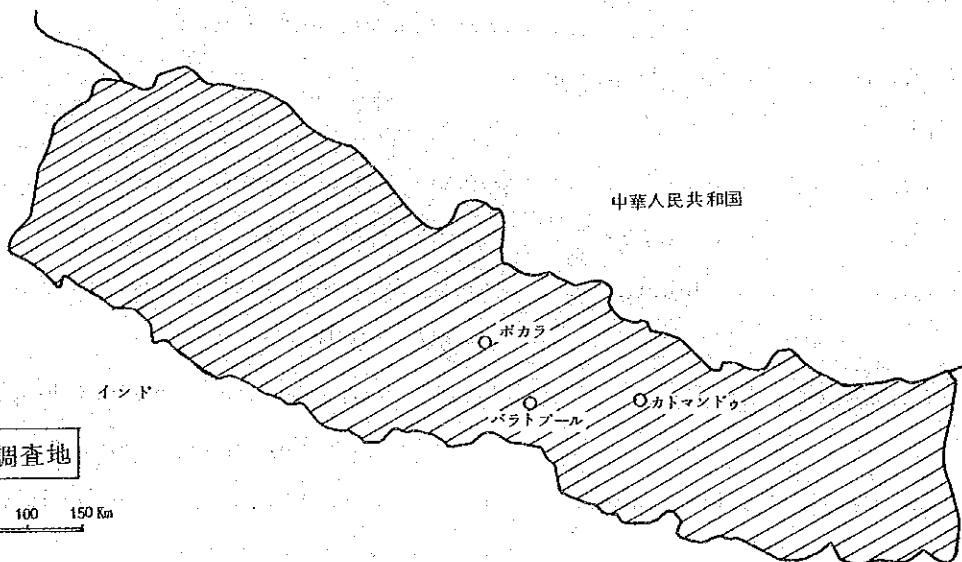 中華人民共和国
ポカラ
インド
バラトプール
カトマンドゥ
調査地
100 150 Km